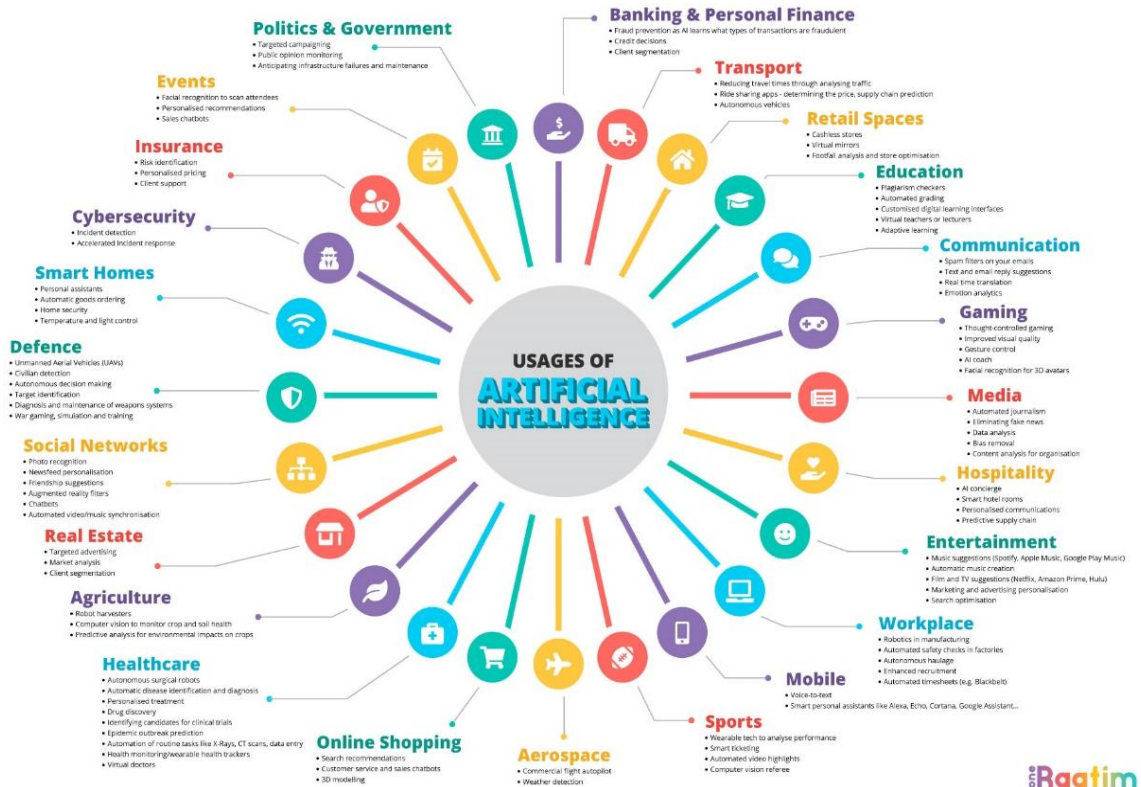 Banking & Personal Finance
• Fraud prevention as AI learns what types of transactions are fraudulent
• Credit decisions
• Client segmentation
Transport
• Reducing travel times through analysing traffic
• Ride sharing apps - determining the price, supply chain prediction
• Autonomous vehicles
Retail Spaces
• Cashless stores
• Virtual mirrors
• Footfall analysis and store optimisation
Education
• Plagiarism checkers
• Automated grading
• Customised digital learning interfaces
• Virtual teachers or lecturers
• Adaptive learning
Communication
• Spam filters on your emails
• Text and email reply suggestions
• Real time translation
• Emotion analytics
Gaming
• Thought-controlled gaming
• Improved visual quality
• Gesture control
• AI coach
• Facial recognition for 3D avatars
Media
• Automated journalism
• Eliminating fake news
• Data analysis
• Bias removal
• Content analysis for organisation
Hospitality
• AI concierge
• Smart hotel rooms
• Personalised communications
• Predictive supply chain
Entertainment
• Music suggestions (Spotify, Apple Music, Google Play Music)
• Automatic music creation
• Film and TV suggestions (Netflix, Amazon Prime, Hulu)
• Marketing and advertising personalisation
• Search optimisation
Workplace
• Robotics in manufacturing
• Automated safety checks in factories
• Autonomous haulage
• Enhanced recruitment
• Automated timesheets (e.g. Blackbelt)
Mobile
• Voice-to-text
• Smart personal assistants like Alexa, Echo, Cortana, Google Assistant...
Sports
• Wearable tech to analyse performance
• Smart ticketing
• Automated video highlights
• Computer vision referee
Aerospace
• Commercial flight autopilot
• Weather detection
Online Shopping
• Search recommendations
• Customer service and sales chatbots
• 3D modelling
Healthcare
• Autonomous surgical robots
• Automatic disease identification and diagnosis
• Personalised treatment
• Drug discovery
• Identifying candidates for clinical trials
• Epidemic outbreak prediction
• Automation of routine tasks like X-Rays, CT scans, data entry
• Health monitoring/wearable health trackers
• Virtual doctors
Agriculture
• Robot harvesters
• Computer vision to monitor crop and soil health
• Predictive analysis for environmental impacts on crops
Real Estate
• Targeted advertising
• Market analysis
• Client segmentation
Social Networks
• Photo recognition
• Newsfeed personalisation
• Friendship suggestions
• Augmented reality filters
• Chatbots
• Automated video/music synchronisation
Defence
• Unmanned Aerial Vehicles (UAVs)
• Civilian detection
• Autonomous decision making
• Target identification
• Diagnosis and maintenance of weapons systems
• War gaming, simulation and training
Smart Homes
• Personal assistants
• Automatic goods ordering
• Home security
• Temperature and light control
Cybersecurity
• Incident detection
• Accelerated incident response
Insurance
• Risk identification
• Personalised pricing
• Client support
Events
• Facial recognition to scan attendees
• Personalised recommendations
• Sales chatbots
Politics & Government
• Targeted campaigning
• Public opinion monitoring
• Anticipating infrastructure failures and maintenance
$
USAGES OF
ARTIFICIAL
INTELLIGENCE
one
Ragtim